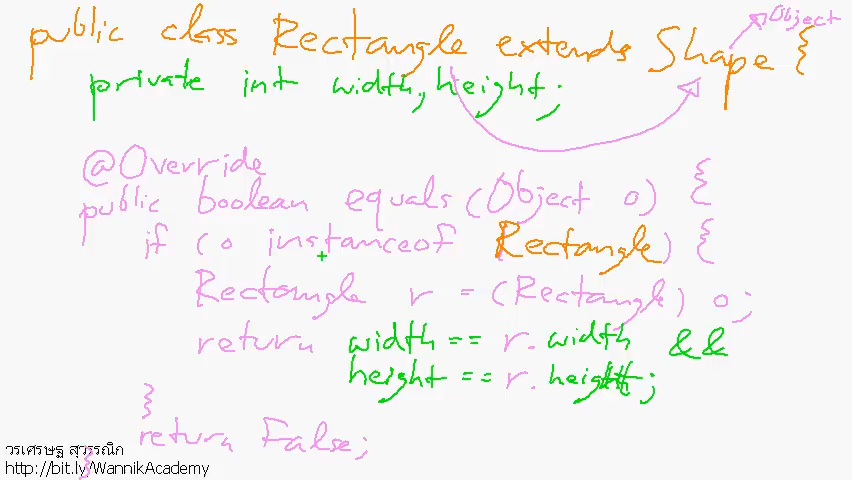 Object
public class Rectangle extends Shape {
private int width, height;
@Override
public boolean equals (Object o) {
if (o instanceof Rectangle) {
Rectangle r = (Rectangle) o;
return width == r.width &&
height == r.height;
}
return False;
}
วรเศรษฐ สุวรรณิก
http://bit.ly/WannikAcademy